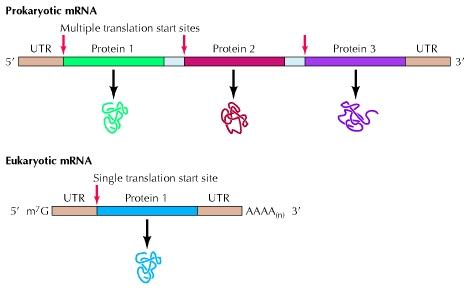 Prokaryotic mRNA
Multiple translation start sites
UTR Protein 1 Protein 2 Protein 3 UTR
5′ 3′
Eukaryotic mRNA
Single translation start site
UTR Protein 1 UTR
5′ m⁷G AAAA(n) 3′